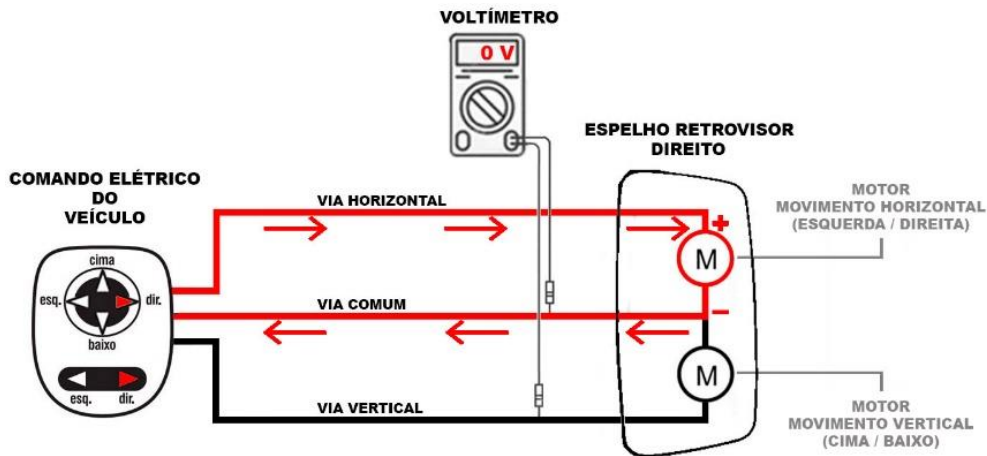 VOLTÍMETRO
0 V
ESPELHO RETROVISOR
DIREITO
COMANDO ELÉTRICO
DO
VEÍCULO
cima
esq.
dir.
baixo
esq.
dir.
VIA HORIZONTAL
VIA COMUM
VIA VERTICAL
+
M
−
M
MOTOR
MOVIMENTO HORIZONTAL
(ESQUERDA / DIREITA)
MOTOR
MOVIMENTO VERTICAL
(CIMA / BAIXO)